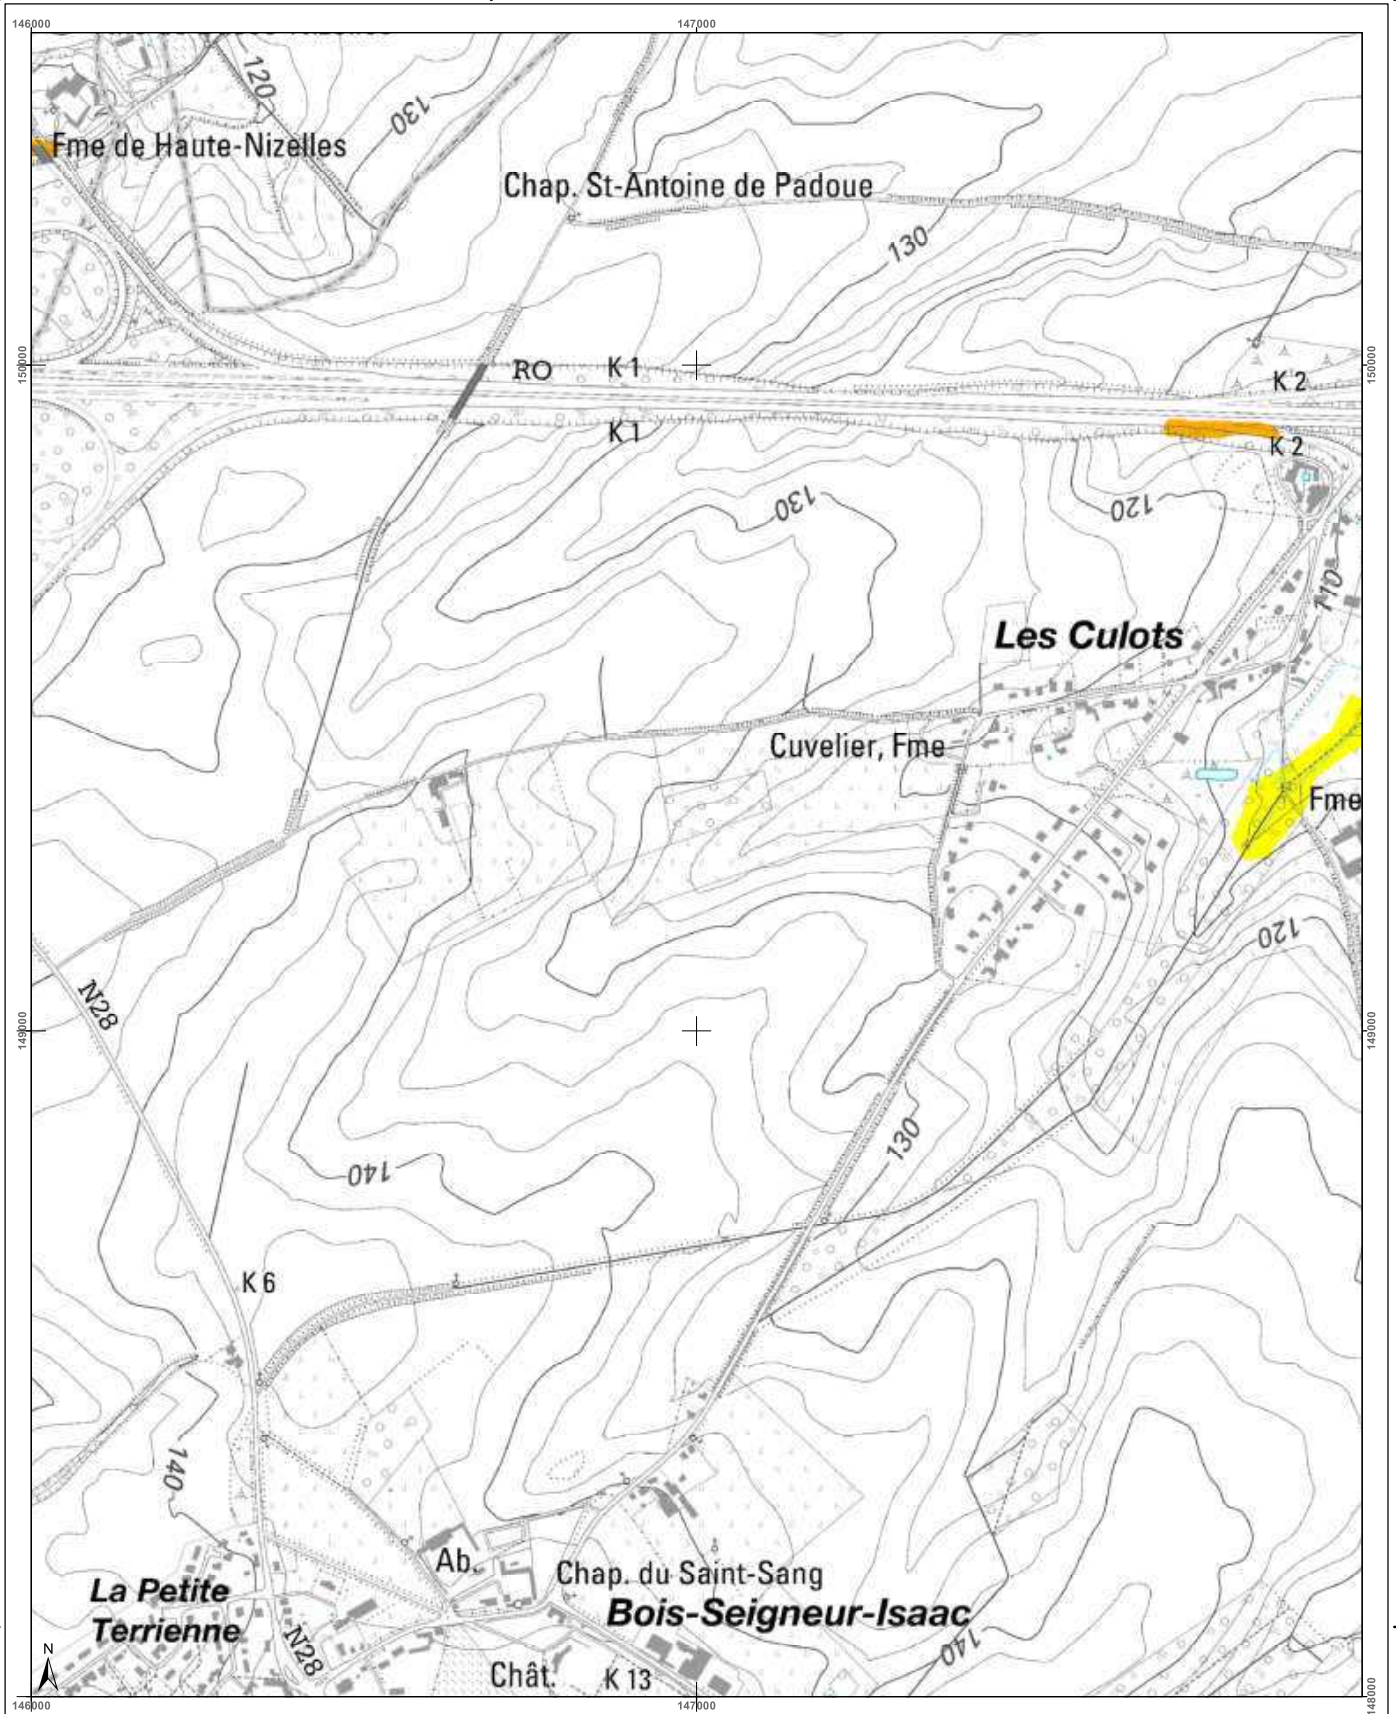 146000
147000
120
130
Fme de Haute-Nizelles
Chap. St-Antoine de Padoue
130
150000
RO
K 1
K 2
150000
K 1
K 2
130
120
110
Les Culots
Cuvelier, Fme
Fme
120
N28
149000
149000
130
140
K 6
140
Ab.
Chap. du Saint-Sang
La Petite
Terrienne
Bois-Seigneur-Isaac
N28
140
N
Chât.
K 13
146000
147000
148000